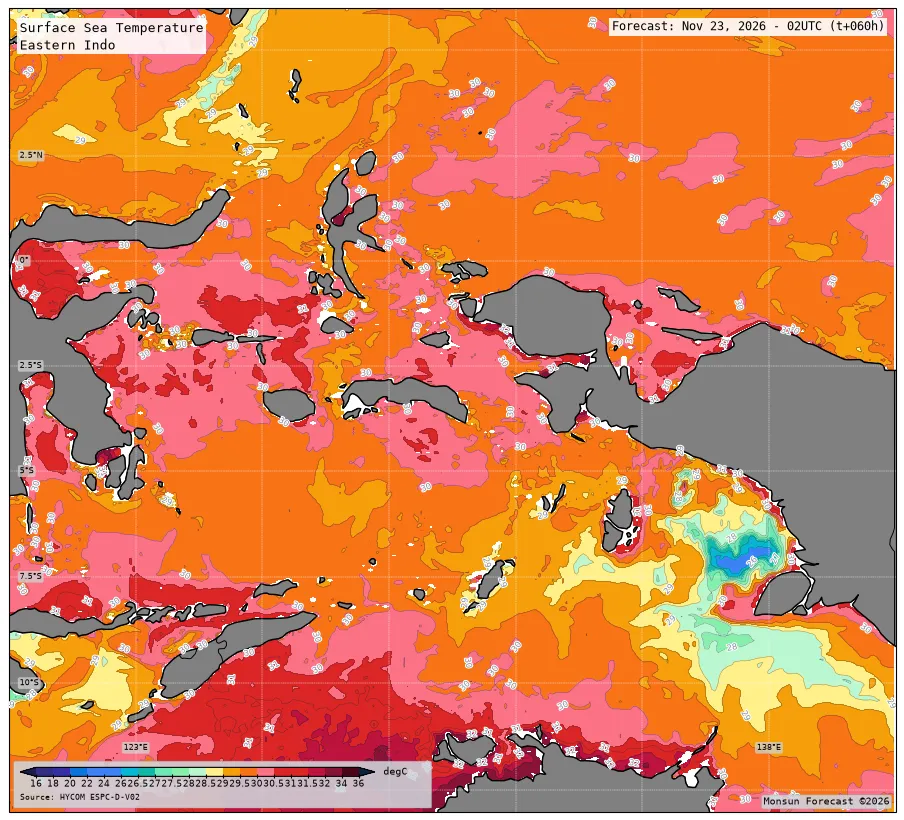 Surface Sea Temperature
Eastern Indo
Forecast: Nov 23, 2026 - 02UTC (t+060h)
2.5°N
0°
2.5°S
5°S
7.5°S
10°S
123°E
138°E
degC
16 18 20 22 24 26 26.5 27 27.5 28 28.5 29 29.5 30 30.5 31 31.5 32 34 36
Source: HYCOM ESPC-D-V02
Monsun Forecast ©2026